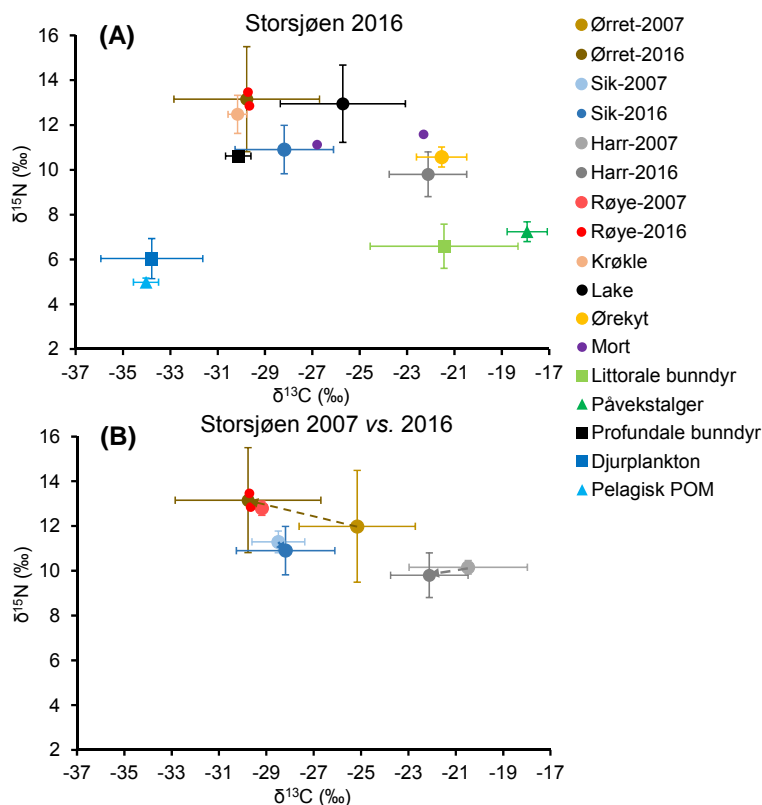 (A)
Storsjøen 2016
16
14
12
10
8
6
4
2
δ¹⁵N (‰)
-37 -35 -33 -31 -29 -27 -25 -23 -21 -19 -17
δ¹³C (‰)
(B)
Storsjøen 2007 vs. 2016
16
14
12
10
8
6
4
2
δ¹⁵N (‰)
-37 -35 -33 -31 -29 -27 -25 -23 -21 -19 -17
δ¹³C (‰)
Ørret-2007
Ørret-2016
Sik-2007
Sik-2016
Harr-2007
Harr-2016
Røye-2007
Røye-2016
Krøkle
Lake
Ørekyt
Mort
Littorale bunndyr
Påvekstalger
Profundale bunndyr
Djurplankton
Pelagisk POM